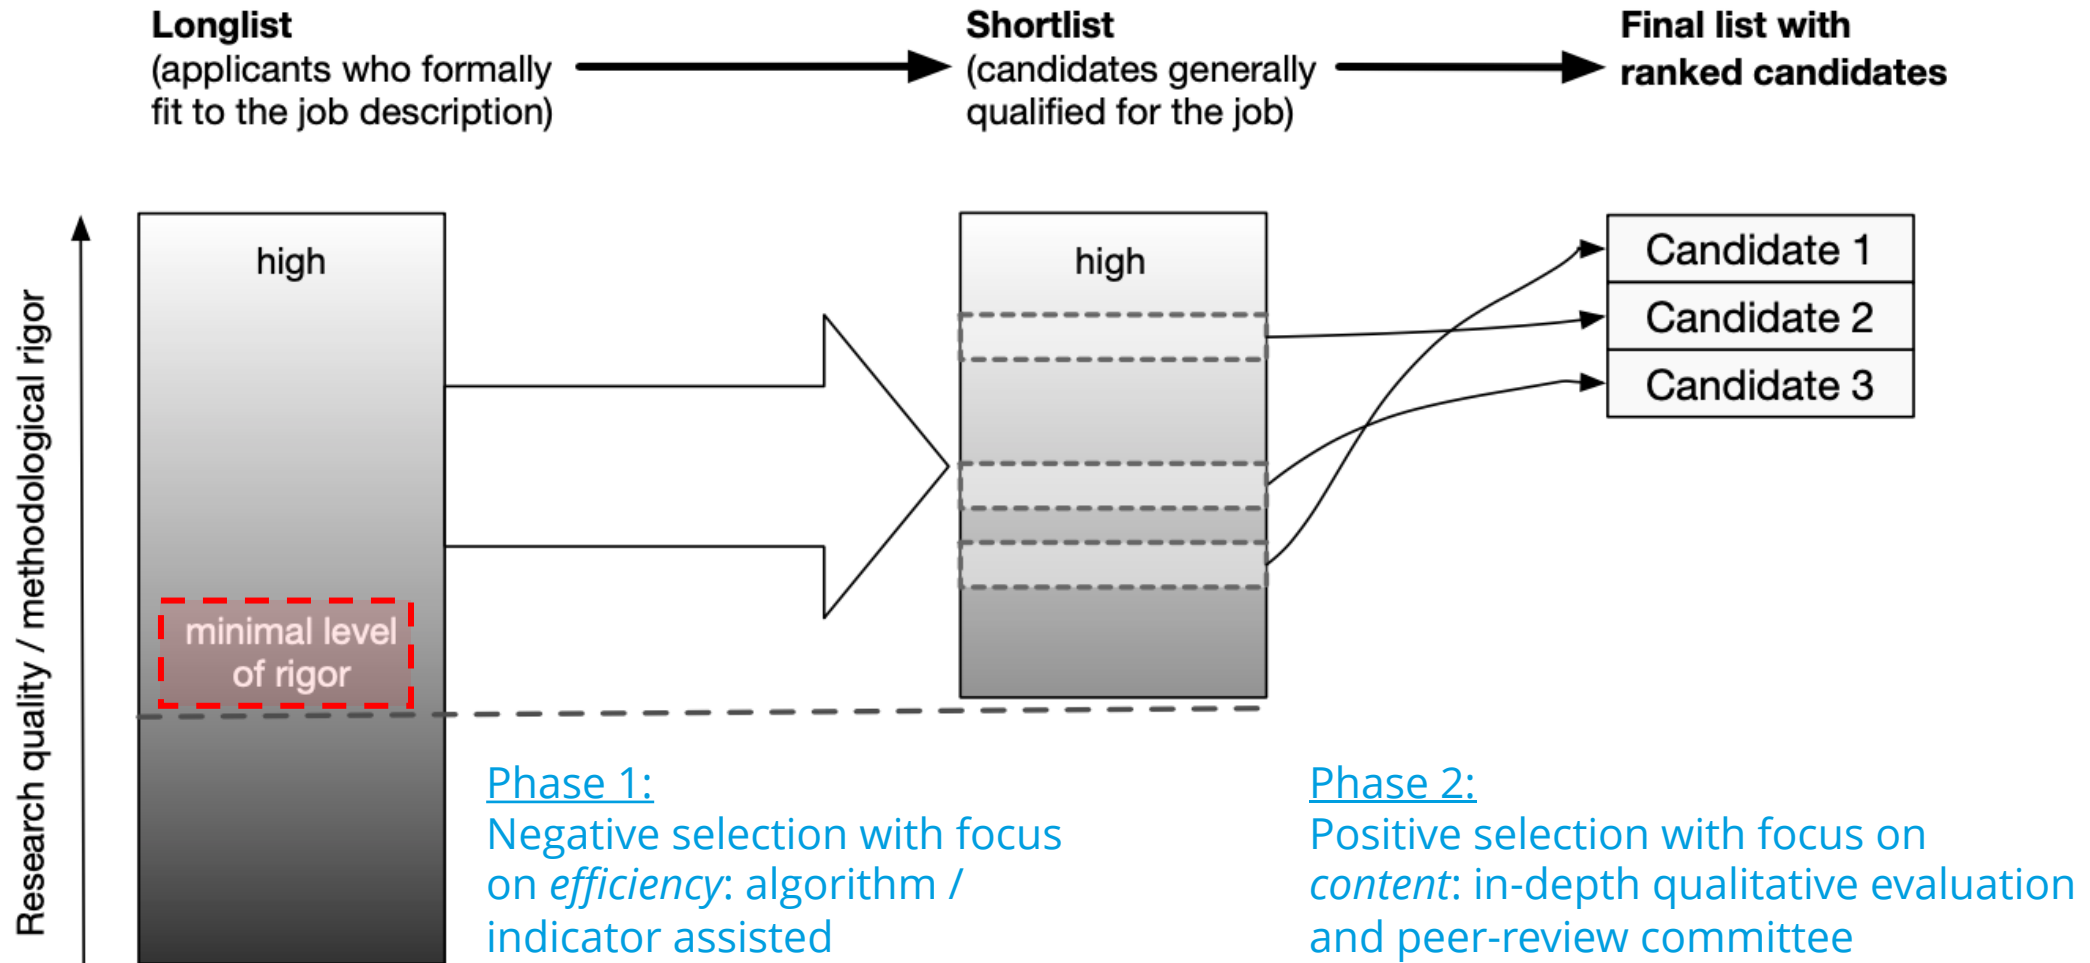 Longlist
(applicants who formally
fit to the job description)
Shortlist
(candidates generally
qualified for the job)
Final list with
ranked candidates
Research quality / methodological rigor
high
minimal level
of rigor
high
Candidate 1
Candidate 2
Candidate 3
Phase 1:
Negative selection with focus
on efficiency: algorithm /
indicator assisted
Phase 2:
Positive selection with focus on
content: in-depth qualitative evaluation
and peer-review committee